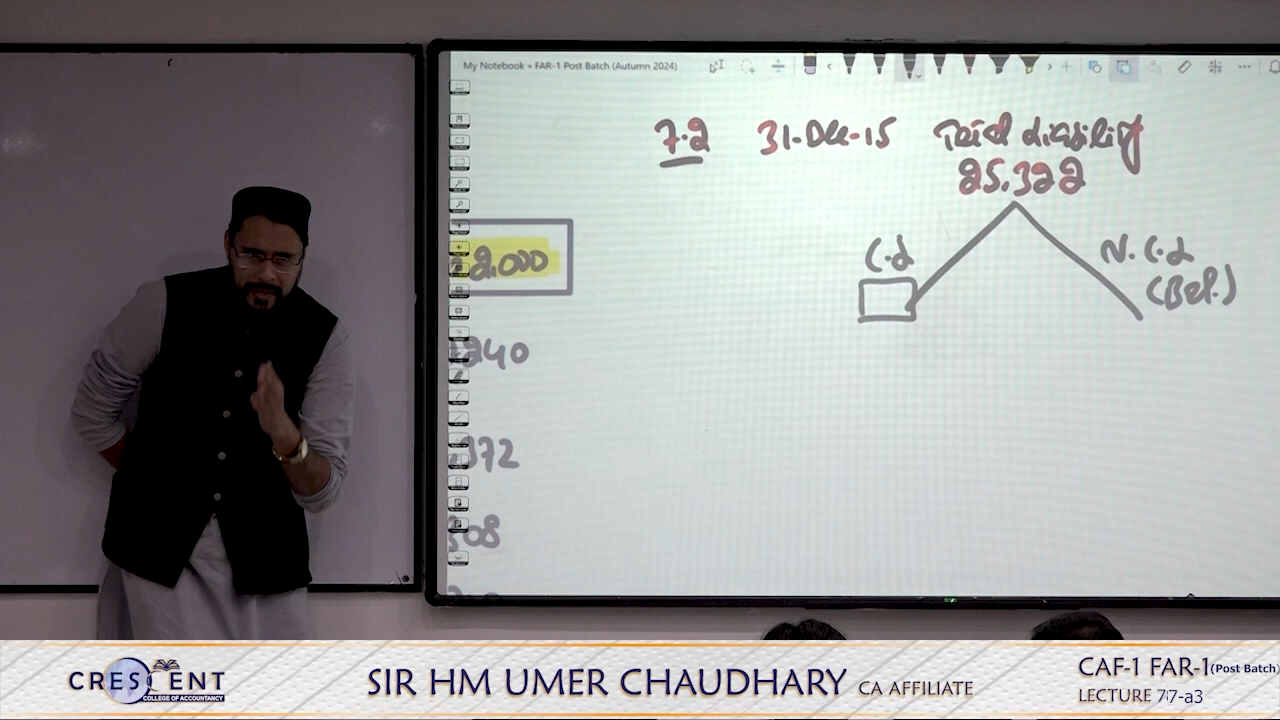 My Notebook » FAR-1 Post Batch (Autumn 2024)
7.2 31-Dec-15 Total liability
25,322
C.L
N.C.L
(Bal.)
2,000
240
972
308
CRESCENT
COLLEGE OF ACCOUNTANCY
SIR HM UMER CHAUDHARY CA AFFILIATE
CAF-1 FAR-1 (Post Batch)
LECTURE 77-a3